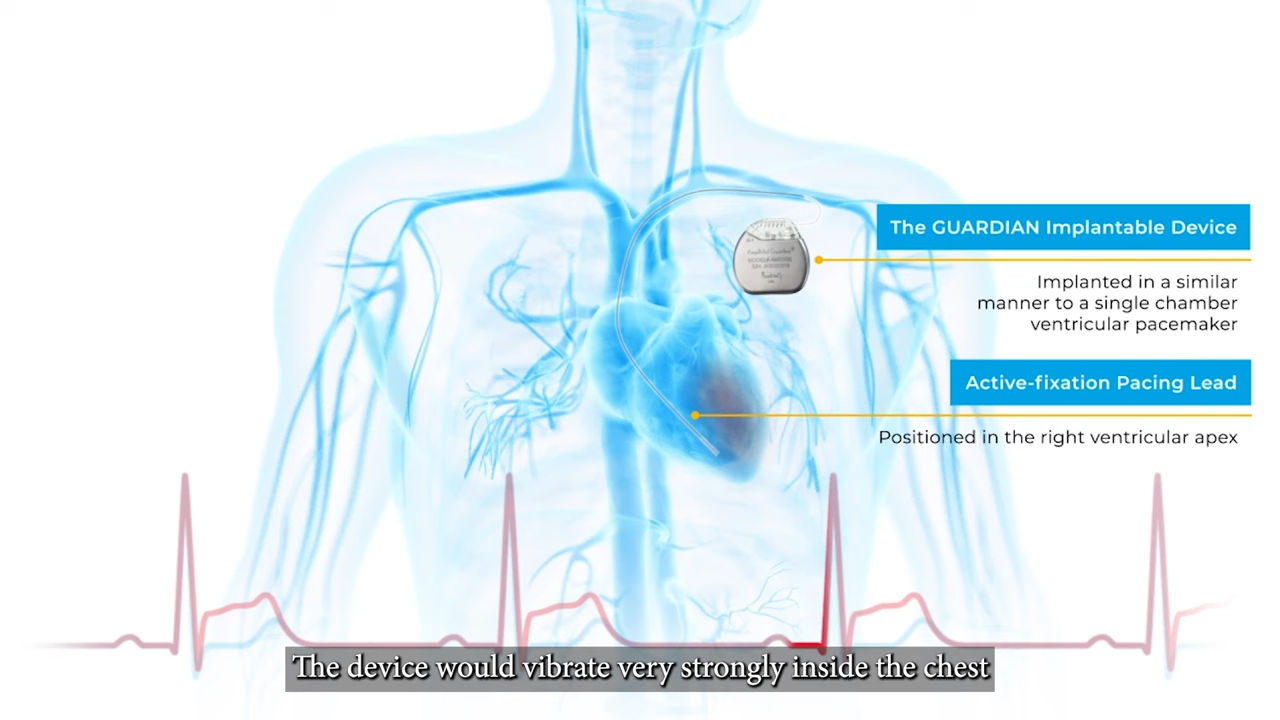 The GUARDIAN Implantable Device
Implanted in a similar
manner to a single chamber
ventricular pacemaker
Active-fixation Pacing Lead
Positioned in the right ventricular apex
The device would vibrate very strongly inside the chest